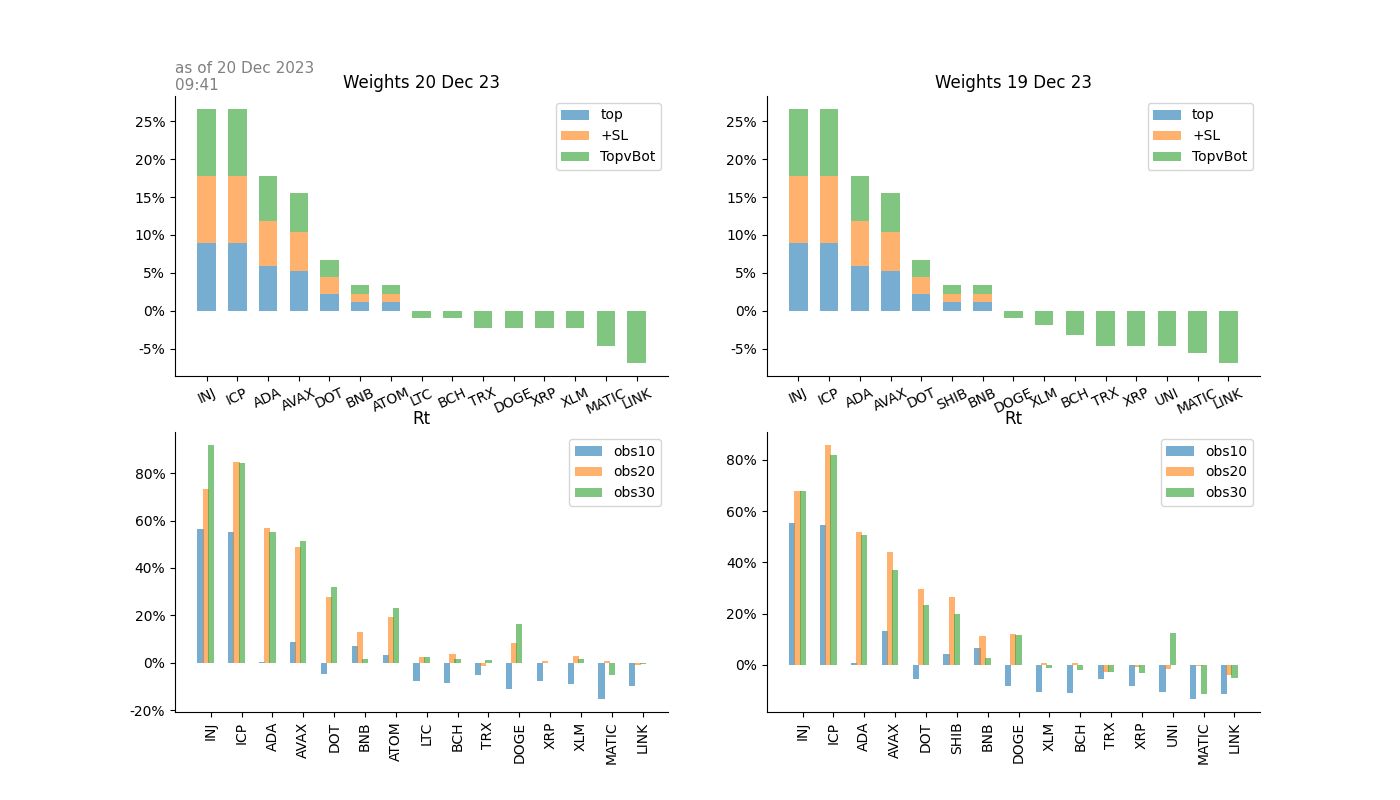 as of 20 Dec 2023
09:41
Weights 20 Dec 23
25%
20%
15%
10%
5%
0%
-5%
top
+SL
TopvBot
INJ ICP ADA AVAX DOT BNB ATOM LTC BCH TRX DOGE XRP XLM MATIC LINK
Weights 19 Dec 23
25%
20%
15%
10%
5%
0%
-5%
top
+SL
TopvBot
INJ ICP ADA AVAX DOT SHIB BNB DOGE XLM BCH TRX XRP UNI MATIC LINK
Rt
80%
60%
40%
20%
0%
-20%
obs10
obs20
obs30
INJ ICP ADA AVAX DOT BNB ATOM LTC BCH TRX DOGE XRP XLM MATIC LINK
Rt
80%
60%
40%
20%
0%
obs10
obs20
obs30
INJ ICP ADA AVAX DOT SHIB BNB DOGE XLM BCH TRX XRP UNI MATIC LINK